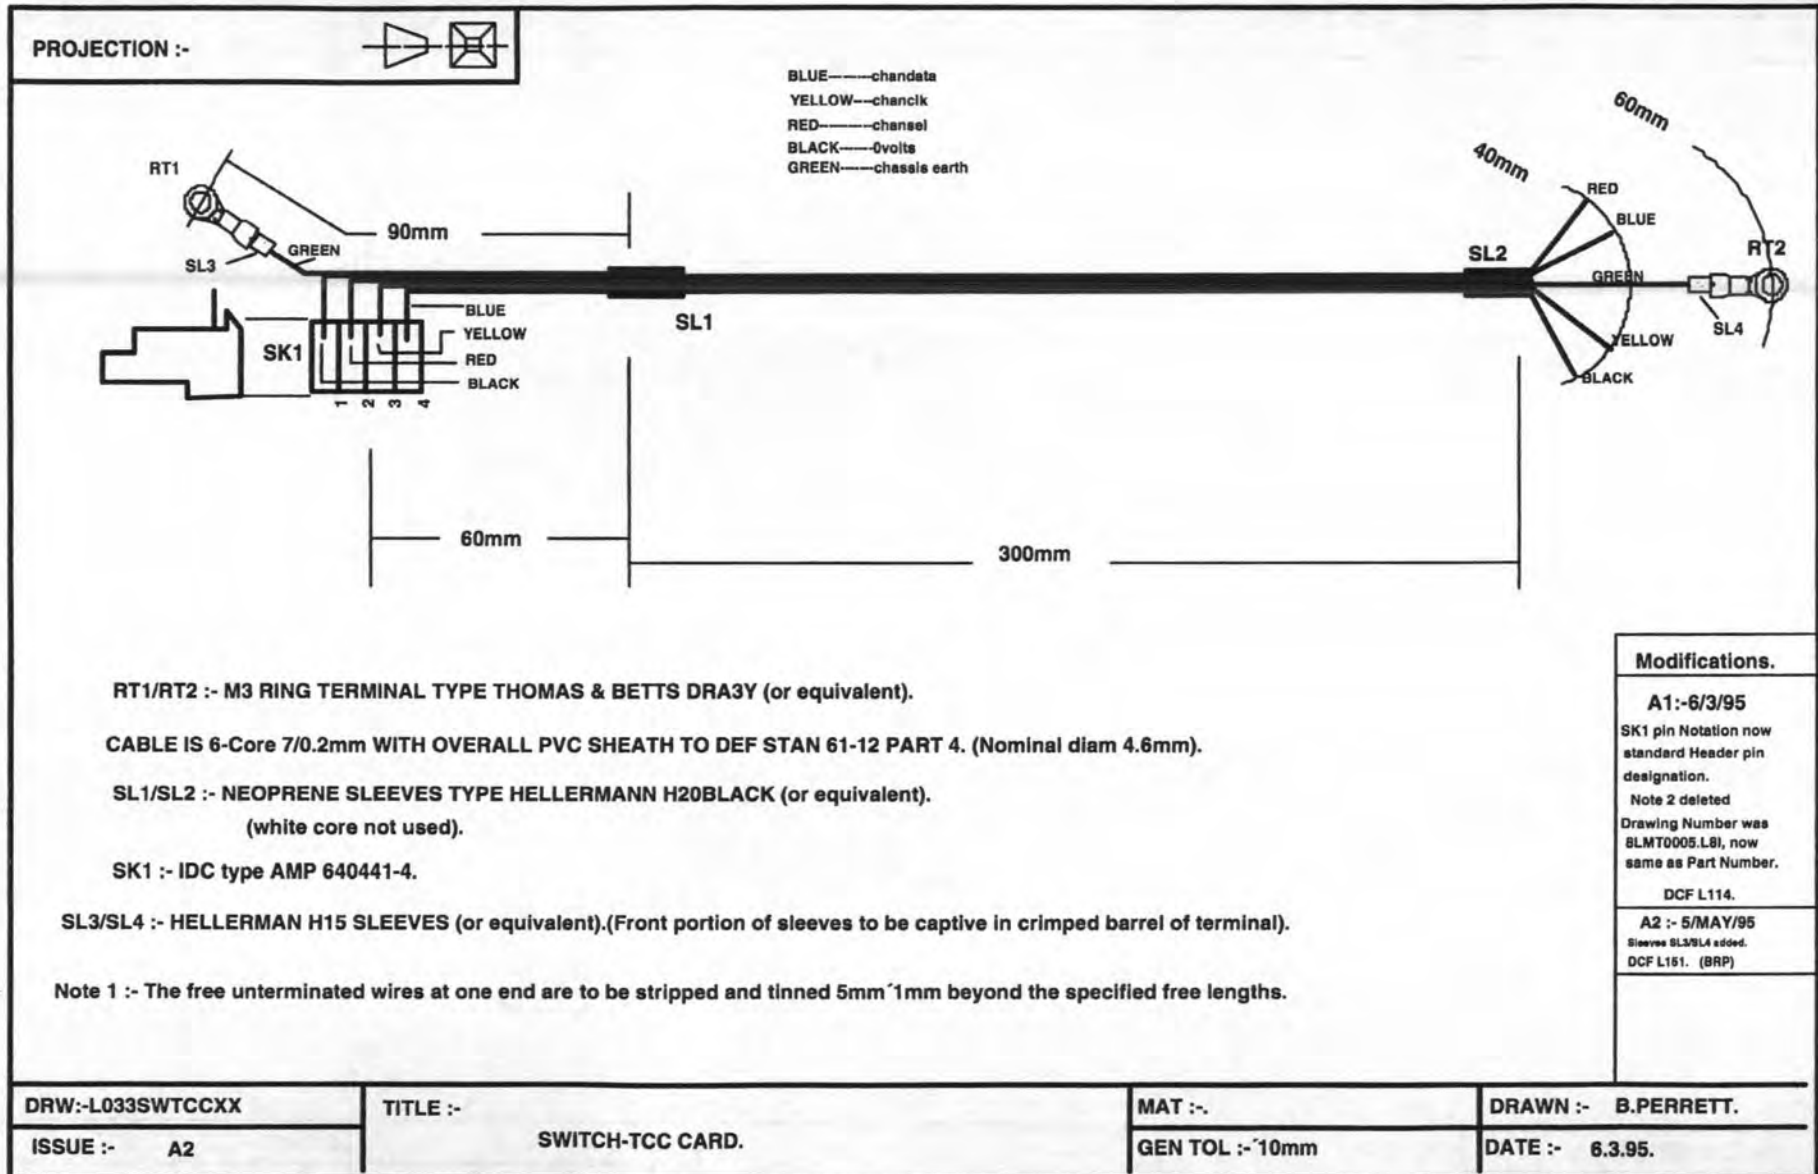 PROJECTION :-
BLUE--------chandata
YELLOW---chanclk
RED----------chansel
BLACK------0volts
GREEN------chassis earth
RT1
90mm
GREEN
SL3
BLUE
YELLOW
RED
BLACK
SK1
1 2 3 4
SL1
60mm
300mm
SL2
40mm
60mm
RED
BLUE
GREEN
YELLOW
BLACK
RT2
SL4
RT1/RT2 :- M3 RING TERMINAL TYPE THOMAS & BETTS DRA3Y (or equivalent).
CABLE IS 6-Core 7/0.2mm WITH OVERALL PVC SHEATH TO DEF STAN 61-12 PART 4. (Nominal diam 4.6mm).
SL1/SL2 :- NEOPRENE SLEEVES TYPE HELLERMANN H20BLACK (or equivalent).
(white core not used).
SK1 :- IDC type AMP 640441-4.
SL3/SL4 :- HELLERMAN H15 SLEEVES (or equivalent).(Front portion of sleeves to be captive in crimped barrel of terminal).
Note 1 :- The free unterminated wires at one end are to be stripped and tinned 5mm´1mm beyond the specified free lengths.
Modifications.
A1:-6/3/95
SK1 pin Notation now
standard Header pin
designation.
Note 2 deleted
Drawing Number was
8LMT0005.L8I, now
same as Part Number.
DCF L114.
A2 :- 5/MAY/95
Sleeves SL3/SL4 added.
DCF L151. (BRP)
DRW:-L033SWTCCXX
ISSUE :- A2
TITLE :-
SWITCH-TCC CARD.
MAT :-.
GEN TOL :-´10mm
DRAWN :- B.PERRETT.
DATE :- 6.3.95.